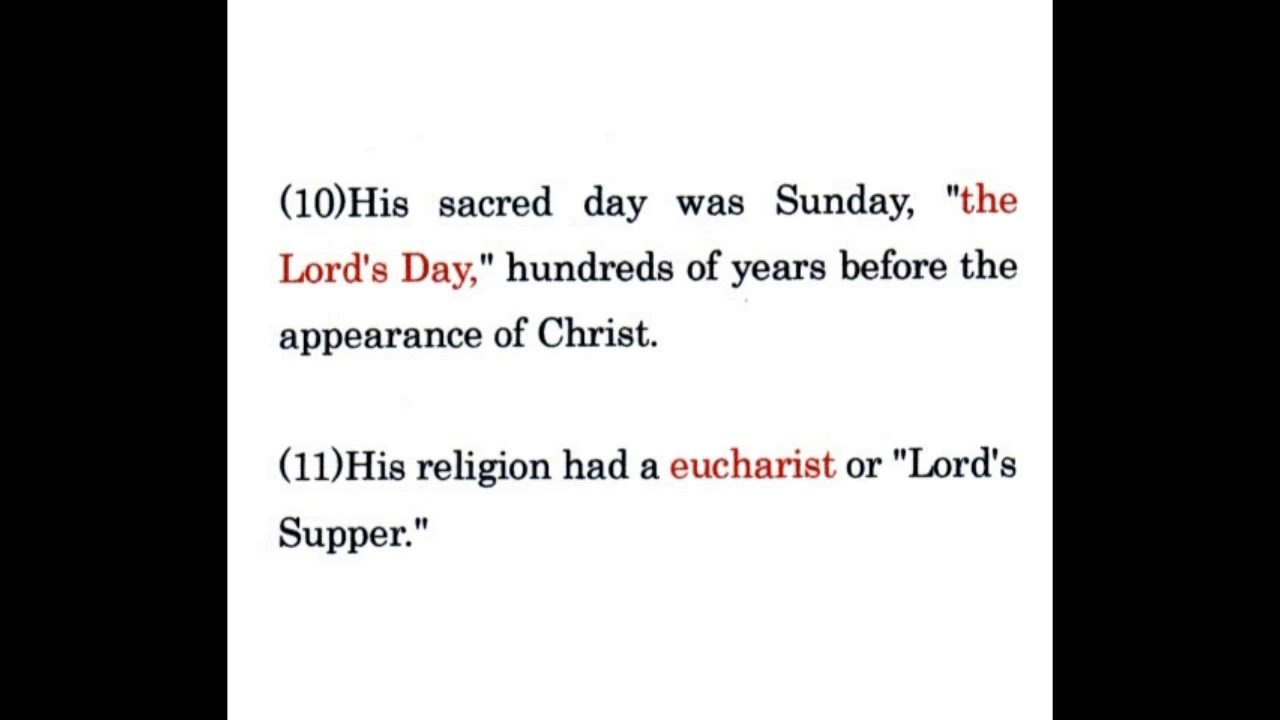 (10)His sacred day was Sunday, "the
Lord's Day," hundreds of years before the
appearance of Christ.
(11)His religion had a eucharist or "Lord's
Supper."